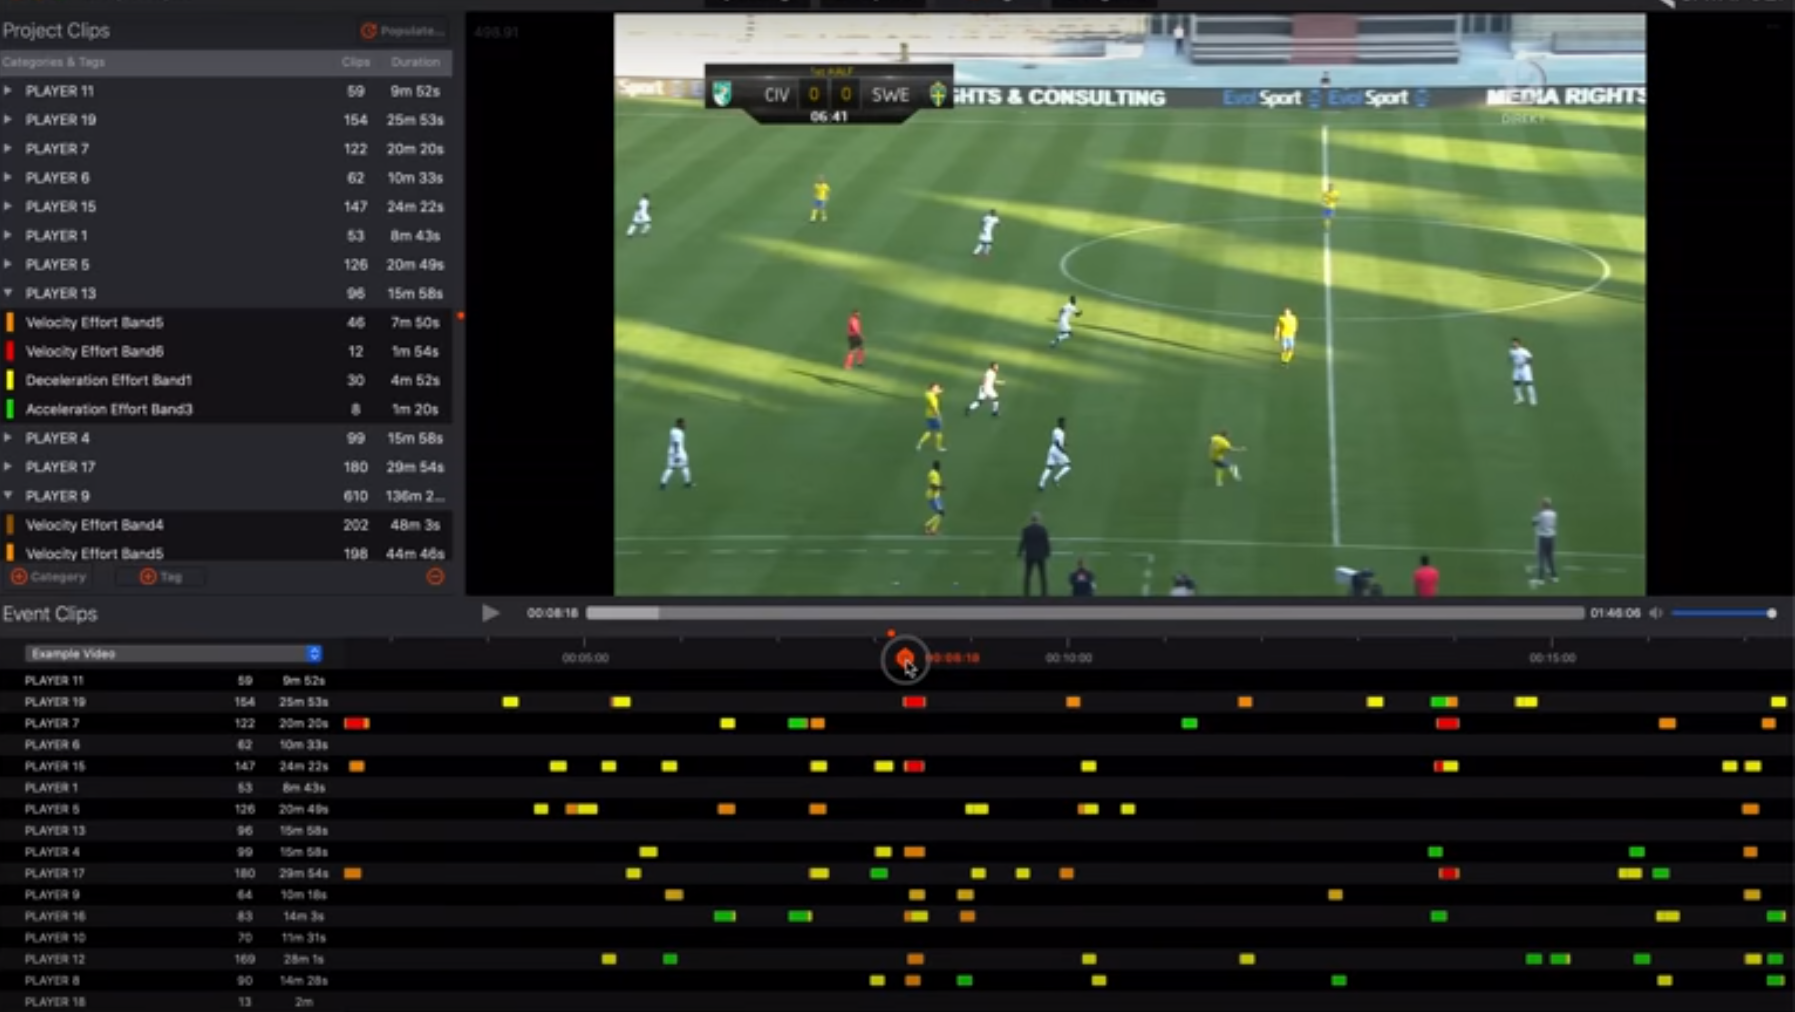 Project Clips
Populate...
Categories & Tags Clips Duration
PLAYER 11 59 9m 52s
PLAYER 19 154 25m 53s
PLAYER 7 122 20m 20s
PLAYER 6 62 10m 33s
PLAYER 15 147 24m 22s
PLAYER 1 53 8m 43s
PLAYER 5 126 20m 49s
PLAYER 13 96 15m 58s
Velocity Effort Band5 46 7m 50s
Velocity Effort Band6 12 1m 54s
Deceleration Effort Band1 30 4m 52s
Acceleration Effort Band3 8 1m 20s
PLAYER 4 99 15m 58s
PLAYER 17 180 29m 54s
PLAYER 9 610 136m 2...
Velocity Effort Band4 202 48m 3s
Velocity Effort Band5 198 44m 46s
Category Tag
498.91
1st HALF
CIV 0 0 SWE
06:41
Sport
GHTS & CONSULTING EvolSport EvolSport MEDIA RIGHTS
DIREKT
Event Clips
00:08:18 01:46:06
Example Video
00:05:00 00:08:18 00:10:00 00:15:00
PLAYER 11 59 9m 52s
PLAYER 19 154 25m 53s
PLAYER 7 122 20m 20s
PLAYER 6 62 10m 33s
PLAYER 15 147 24m 22s
PLAYER 1 53 8m 43s
PLAYER 5 126 20m 49s
PLAYER 13 96 15m 58s
PLAYER 4 99 15m 58s
PLAYER 17 180 29m 54s
PLAYER 9 64 10m 18s
PLAYER 16 83 14m 3s
PLAYER 10 70 11m 31s
PLAYER 12 169 28m 1s
PLAYER 8 90 14m 28s
PLAYER 18 13 2m